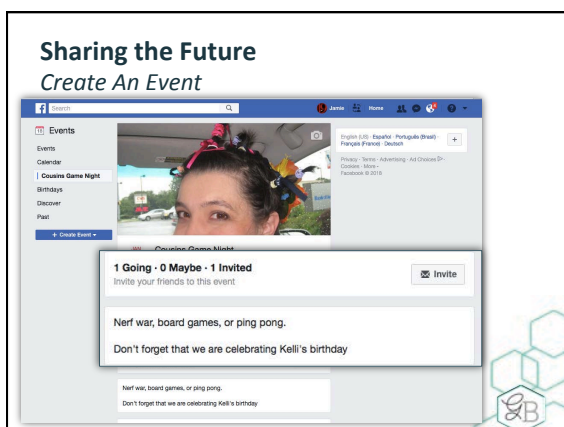 Sharing the Future
Create An Event
f Search
Jamie Home
Events
Events
Calendar
Cousins Game Night
Birthdays
Discover
Past
+ Create Event
English (US) · Español · Português (Brasil) ·
Français (France) · Deutsch
+
Privacy · Terms · Advertising · Ad Choices ·
Cookies · More ·
Facebook © 2018
Cousins Game Night
1 Going · 0 Maybe · 1 Invited
Invite your friends to this event
Invite
Nerf war, board games, or ping pong.
Don't forget that we are celebrating Kelli's birthday
Nerf war, board games, or ping pong.
Don't forget that we are celebrating Kelli's birthday
GB